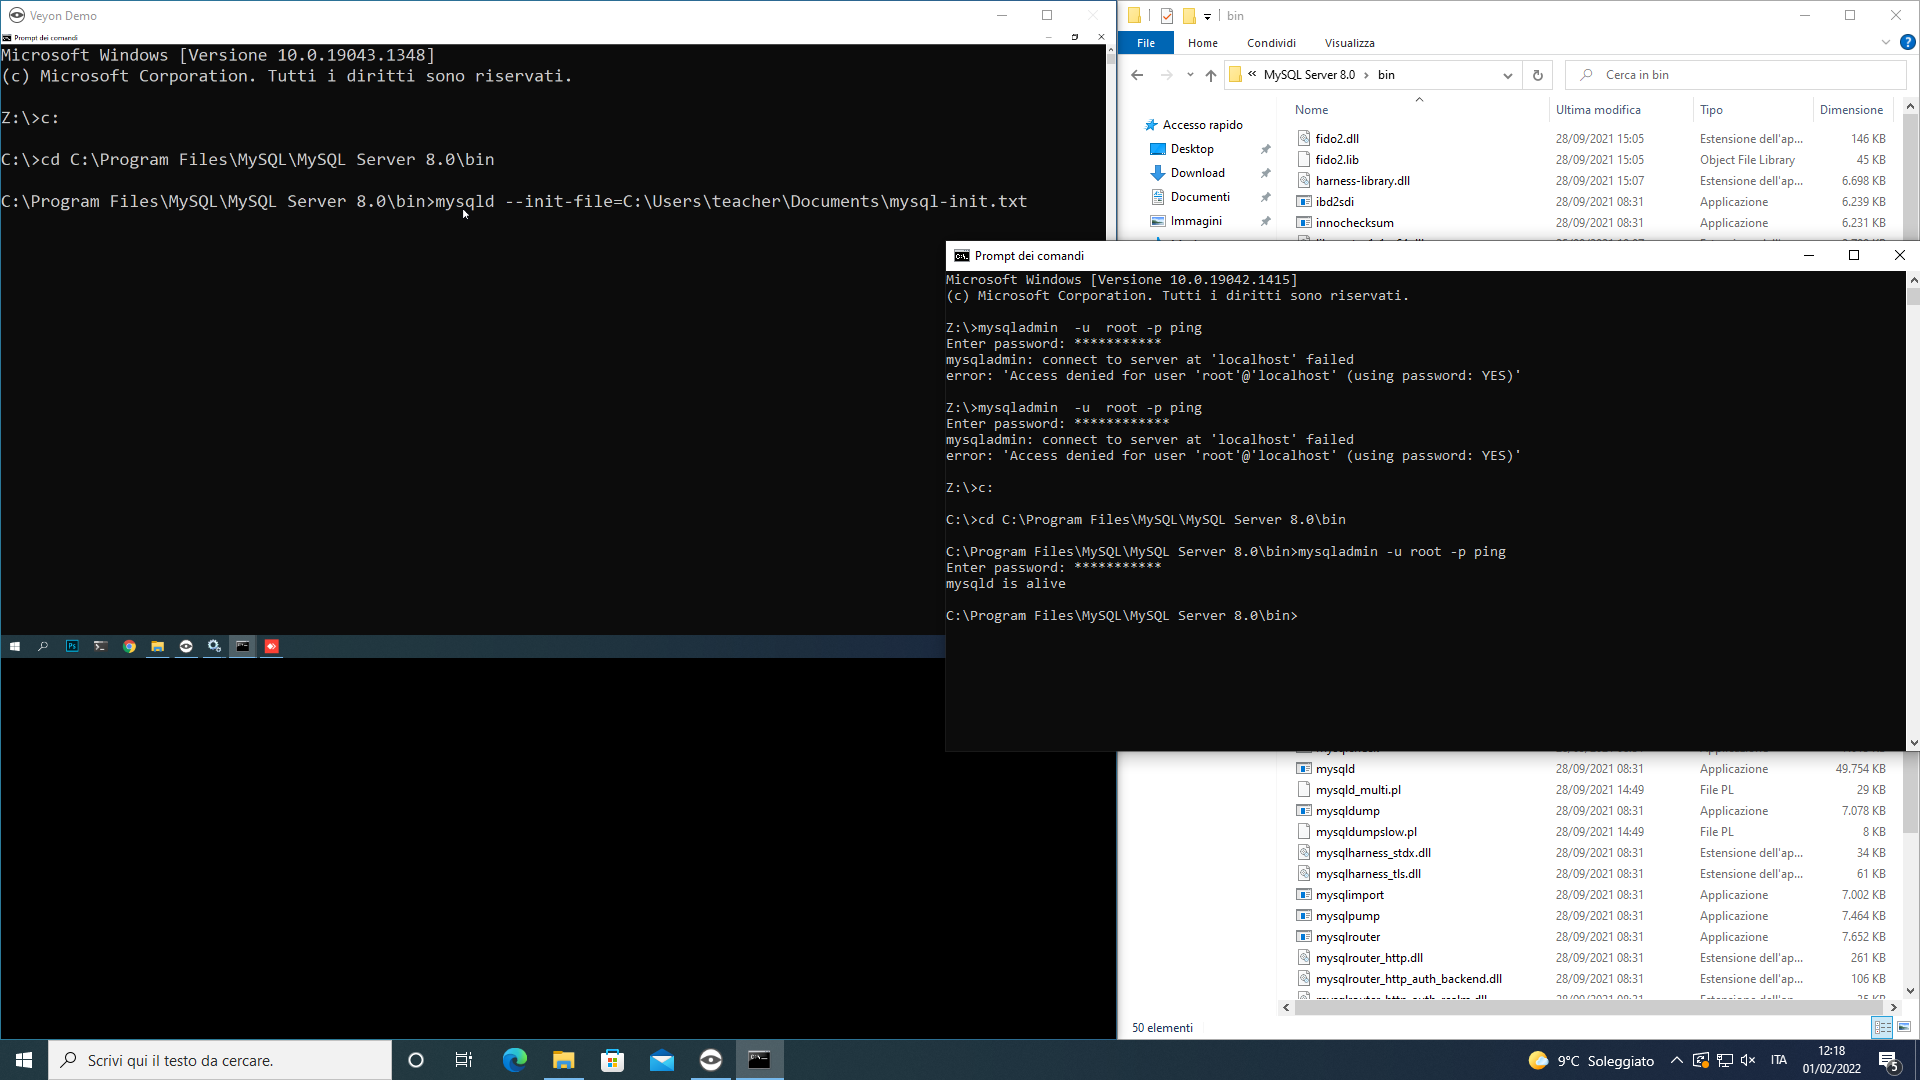 Veyon Demo
Prompt dei comandi
Microsoft Windows [Versione 10.0.19043.1348]
(c) Microsoft Corporation. Tutti i diritti sono riservati.
Z:\>c:
C:\>cd C:\Program Files\MySQL\MySQL Server 8.0\bin
C:\Program Files\MySQL\MySQL Server 8.0\bin>mysqld --init-file=C:\Users\teacher\Documents\mysql-init.txt
bin
File Home Condividi Visualizza
« MySQL Server 8.0 > bin
Cerca in bin
Accesso rapido
Desktop
Download
Documenti
Immagini
Nome Ultima modifica Tipo Dimensione
fido2.dll 28/09/2021 15:05 Estensione dell'ap... 146 KB
fido2.lib 28/09/2021 15:05 Object File Library 45 KB
harness-library.dll 28/09/2021 15:07 Estensione dell'ap... 6.698 KB
ibd2sdi 28/09/2021 08:31 Applicazione 6.239 KB
innochecksum 28/09/2021 08:31 Applicazione 6.231 KB
Prompt dei comandi
Microsoft Windows [Versione 10.0.19042.1415]
(c) Microsoft Corporation. Tutti i diritti sono riservati.
Z:\>mysqladmin  -u  root -p ping
Enter password: ***********
mysqladmin: connect to server at 'localhost' failed
error: 'Access denied for user 'root'@'localhost' (using password: YES)'
Z:\>mysqladmin  -u  root -p ping
Enter password: ************
mysqladmin: connect to server at 'localhost' failed
error: 'Access denied for user 'root'@'localhost' (using password: YES)'
Z:\>c:
C:\>cd C:\Program Files\MySQL\MySQL Server 8.0\bin
C:\Program Files\MySQL\MySQL Server 8.0\bin>mysqladmin -u root -p ping
Enter password: ***********
mysqld is alive
C:\Program Files\MySQL\MySQL Server 8.0\bin>
mysqld 28/09/2021 08:31 Applicazione 49.754 KB
mysqld_multi.pl 28/09/2021 14:49 File PL 29 KB
mysqldump 28/09/2021 08:31 Applicazione 7.078 KB
mysqldumpslow.pl 28/09/2021 14:49 File PL 8 KB
mysqlharness_stdx.dll 28/09/2021 08:31 Estensione dell'ap... 34 KB
mysqlharness_tls.dll 28/09/2021 08:31 Estensione dell'ap... 61 KB
mysqlimport 28/09/2021 08:31 Applicazione 7.002 KB
mysqlpump 28/09/2021 08:31 Applicazione 7.464 KB
mysqlrouter 28/09/2021 08:31 Applicazione 7.652 KB
mysqlrouter_http.dll 28/09/2021 08:31 Estensione dell'ap... 261 KB
mysqlrouter_http_auth_backend.dll 28/09/2021 08:31 Estensione dell'ap... 106 KB
50 elementi
Scrivi qui il testo da cercare.
9°C Soleggiato
ITA
12:18
01/02/2022
5